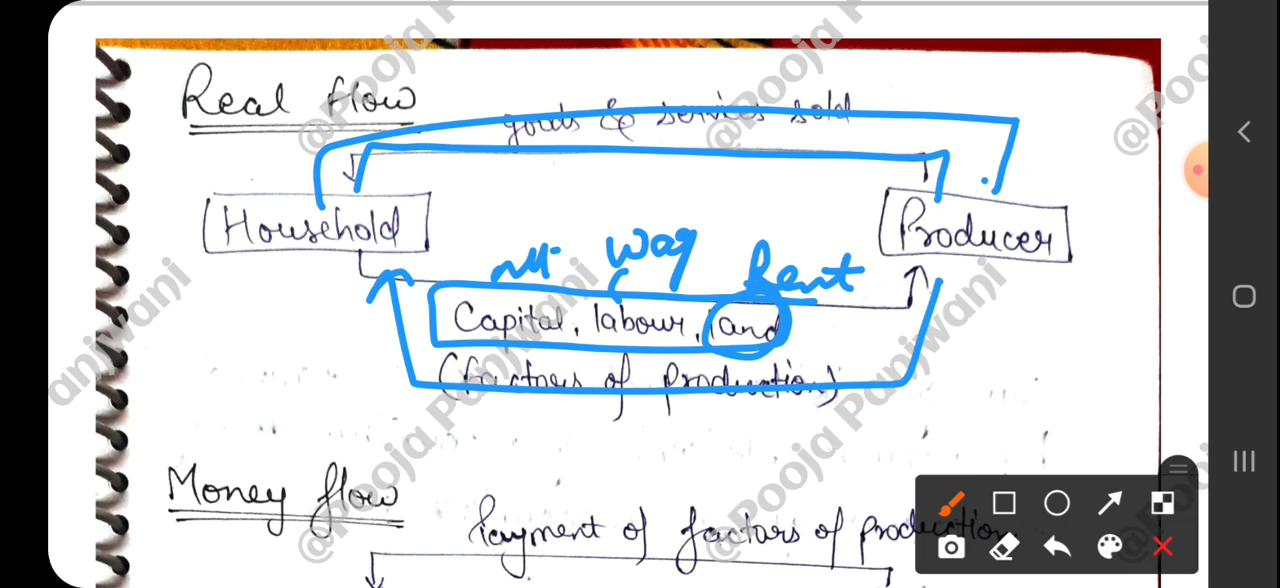 Real flow
goods & services sold
Household
Producer
Wag Rent
Capital, labour, land
(factors of production)
Money flow
Payment of factors of production
@Pooja Panjwani